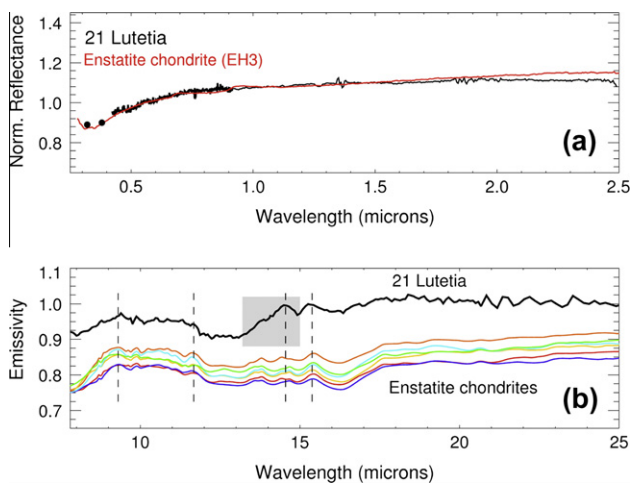 1.4
1.2
1.0
0.8
Norm. Reflectance
21 Lutetia
Enstatite chondrite (EH3)
(a)
0.5 1.0 1.5 2.0 2.5
Wavelength (microns)
1.1
1.0
0.9
0.8
0.7
Emissivity
21 Lutetia
Enstatite chondrites
(b)
10 15 20 25
Wavelength (microns)